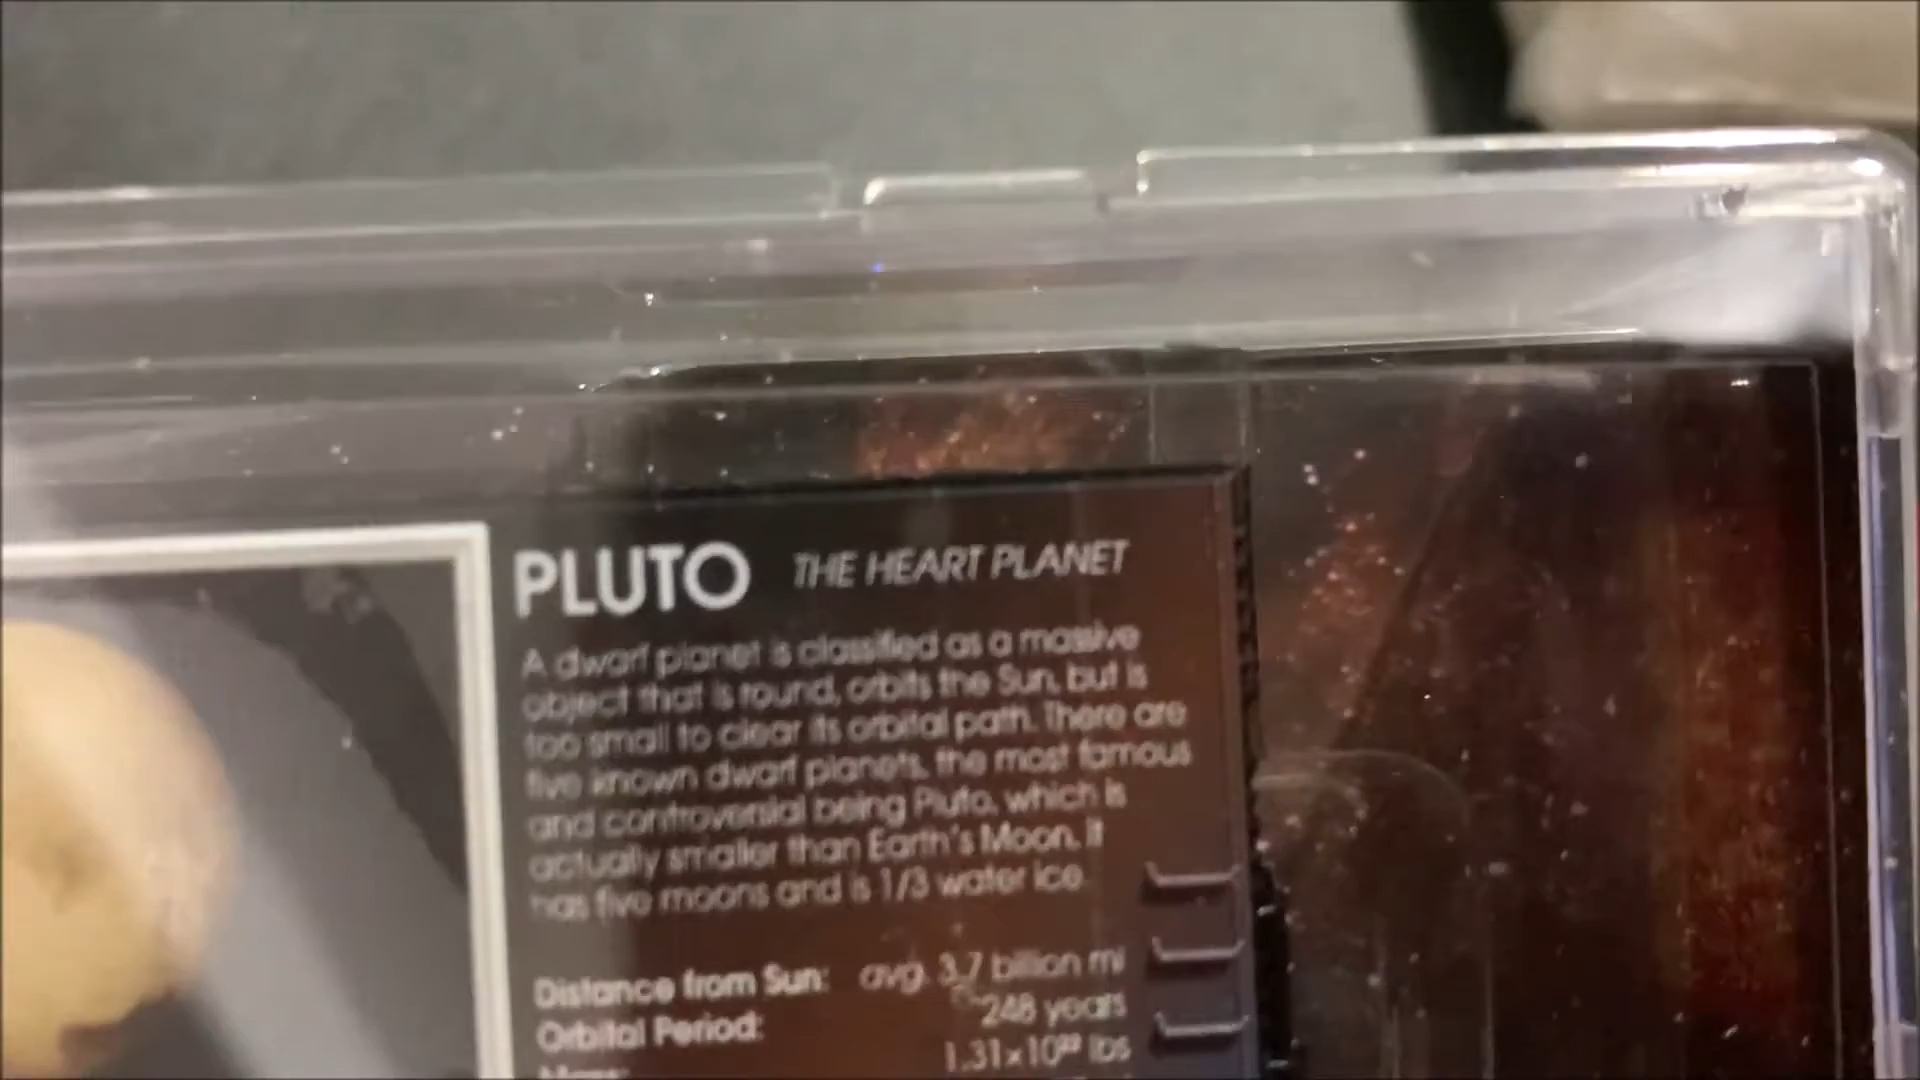 PLUTO THE HEART PLANET
A dwarf planet is classified as a massive
object that is round, orbits the Sun, but is
too small to clear its orbital path. There are
five known dwarf planets, the most famous
and controversial being Pluto, which is
actually smaller than Earth's Moon. It
has five moons and is 1/3 water ice.
Distance from Sun: avg. 3.7 billion mi
Orbital Period: 248 years
Mass: lbs